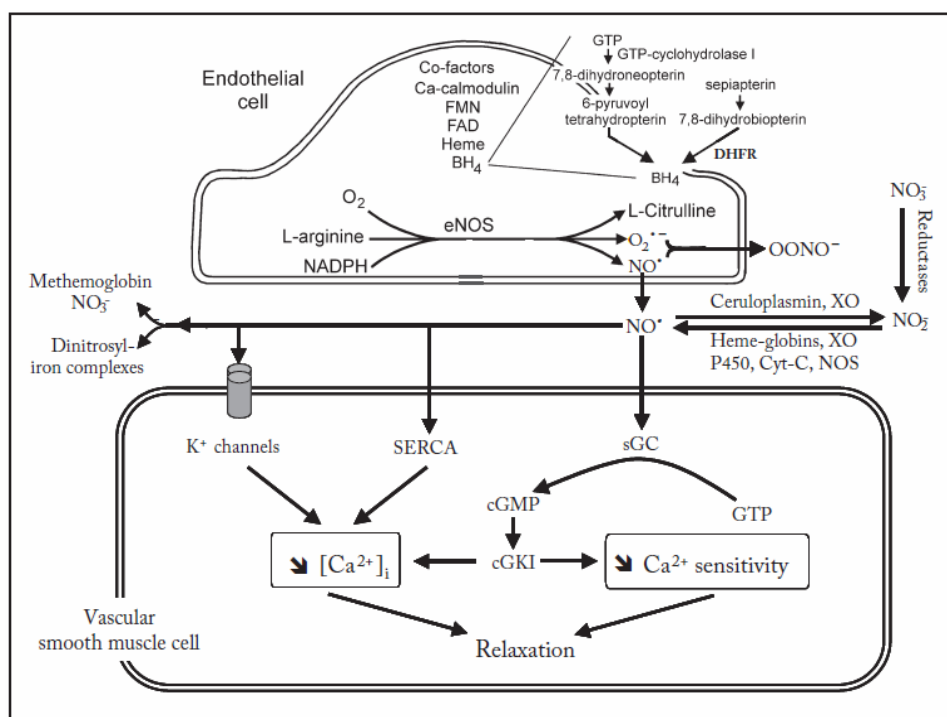 Endothelial
cell
Co-factors
Ca-calmodulin
FMN
FAD
Heme
BH4
GTP
GTP-cyclohydrolase I
7,8-dihydroneopterin
6-pyruvoyl
tetrahydropterin
sepiapterin
7,8-dihydrobiopterin
DHFR
BH4
O2
L-arginine
NADPH
eNOS
L-Citrulline
O2•−
NO•
OONO−
NO3−
Reductases
NO2−
Methemoglobin
NO3−
Dinitrosyl-
iron complexes
NO•
Ceruloplasmin, XO
Heme-globins, XO
P450, Cyt-C, NOS
K+ channels
SERCA
sGC
cGMP
GTP
➘ [Ca2+]i
cGKI
➘ Ca2+ sensitivity
Vascular
smooth muscle cell
Relaxation